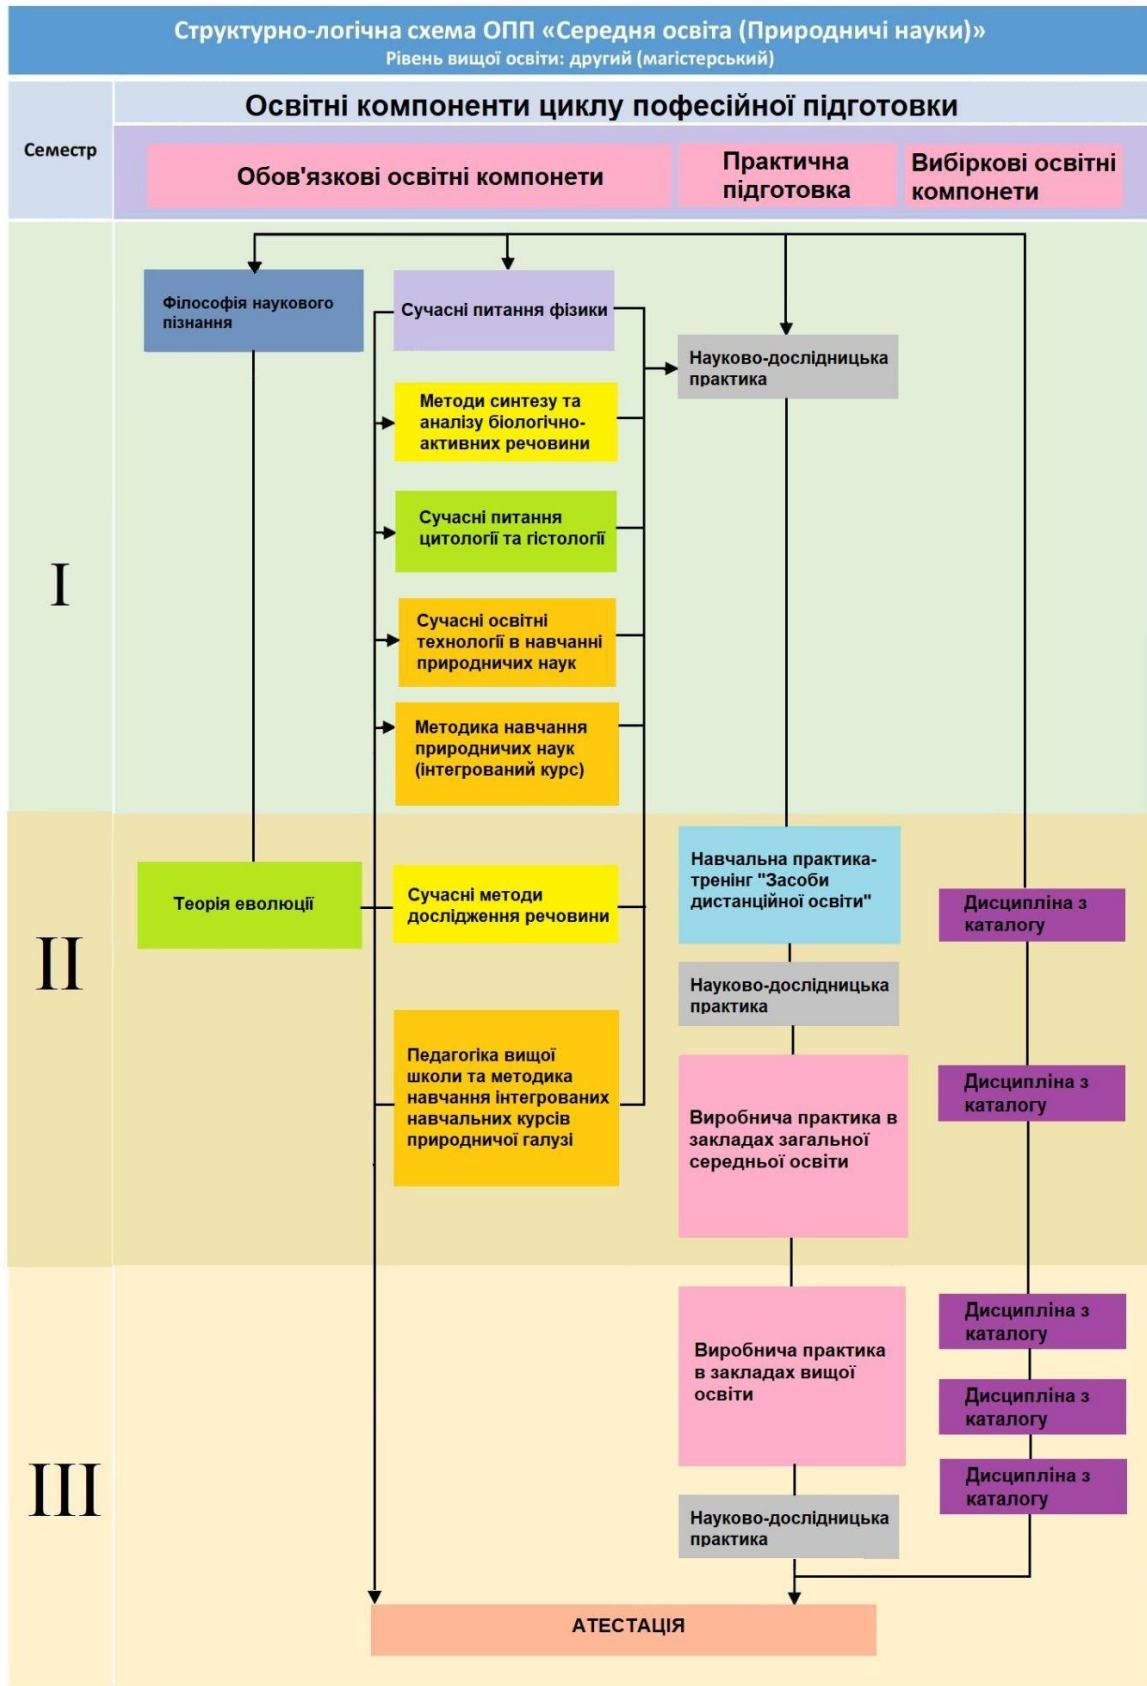 Структурно-логічна схема ОПП «Середня освіта (Природничі науки)»
Рівень вищої освіти: другий (магістерський)
Семестр
Освітні компоненти циклу пофесійної підготовки
Обов'язкові освітні компонети
Практична
підготовка
Вибіркові освітні
компонети
I
Філософія наукового
пізнання
Сучасні питання фізики
Науково-дослідницька
практика
Методи синтезу та
аналізу біологічно-
активних речовини
Сучасні питання
цитології та гістології
Сучасні освітні
технології в навчанні
природничих наук
Методика навчання
природничих наук
(інтегрований курс)
II
Теорія еволюції
Сучасні методи
дослідження речовини
Навчальна практика-
тренінг "Засоби
дистанційної освіти"
Дисципліна з
каталогу
Науково-дослідницька
практика
Педагогіка вищої
школи та методика
навчання інтегрованих
навчальних курсів
природничої галузі
Виробнича практика в
закладах загальної
середньої освіти
Дисципліна з
каталогу
III
Виробнича практика
в закладах вищої
освіти
Дисципліна з
каталогу
Дисципліна з
каталогу
Дисципліна з
каталогу
Науково-дослідницька
практика
АТЕСТАЦІЯ